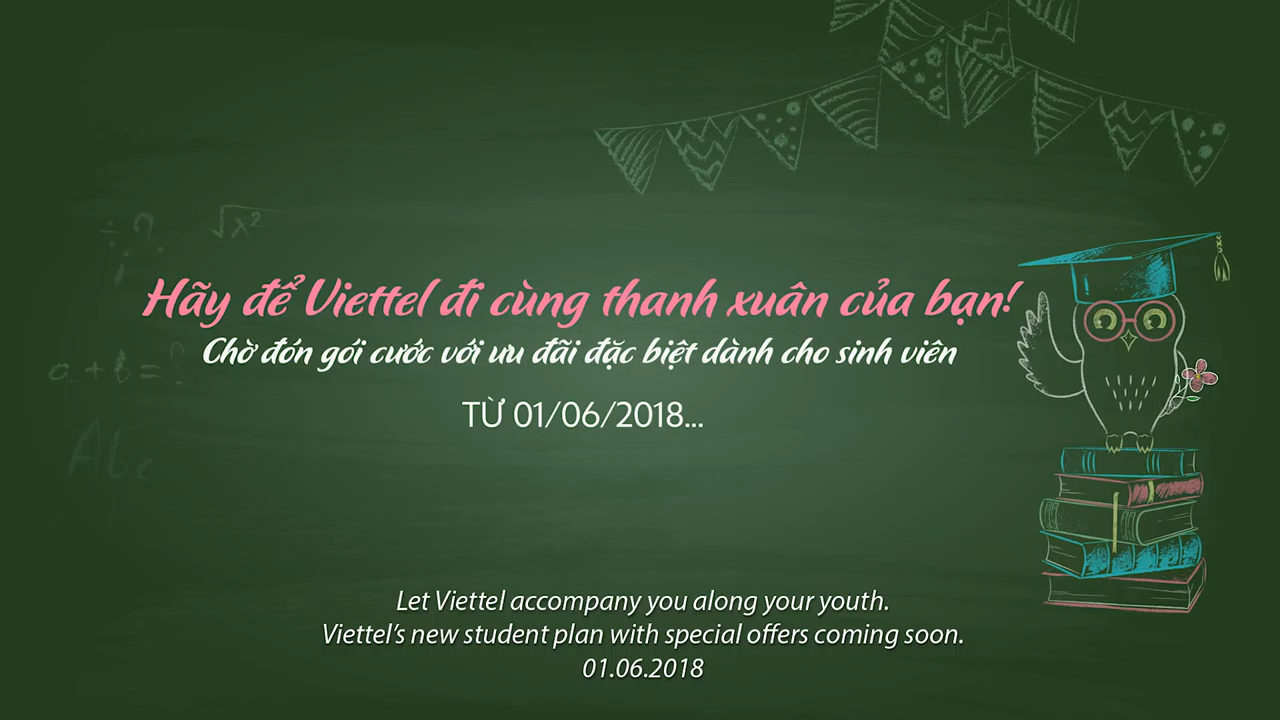 ÷ ?
√x²
Hãy để Viettel đi cùng thanh xuân của bạn!
Chờ đón gói cước với ưu đãi đặc biệt dành cho sinh viên
a + b = ?
TỪ 01/06/2018...
Abc
Let Viettel accompany you along your youth.
Viettel's new student plan with special offers coming soon.
01.06.2018